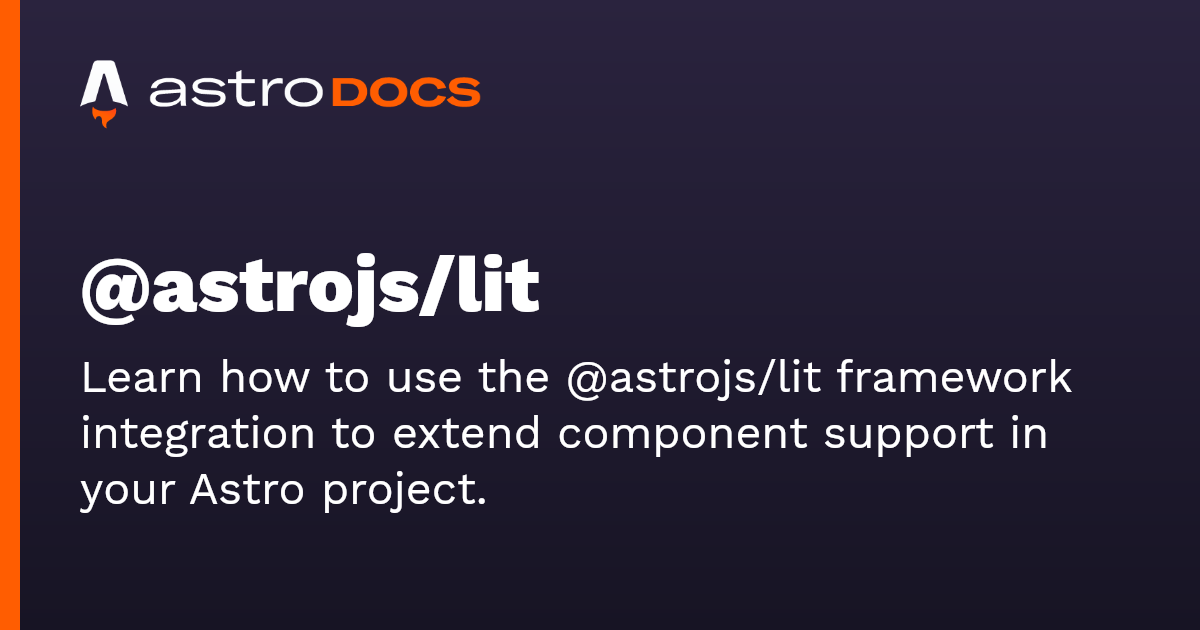 astro DOCS
@astrojs/lit
Learn how to use the @astrojs/lit framework
integration to extend component support in
your Astro project.